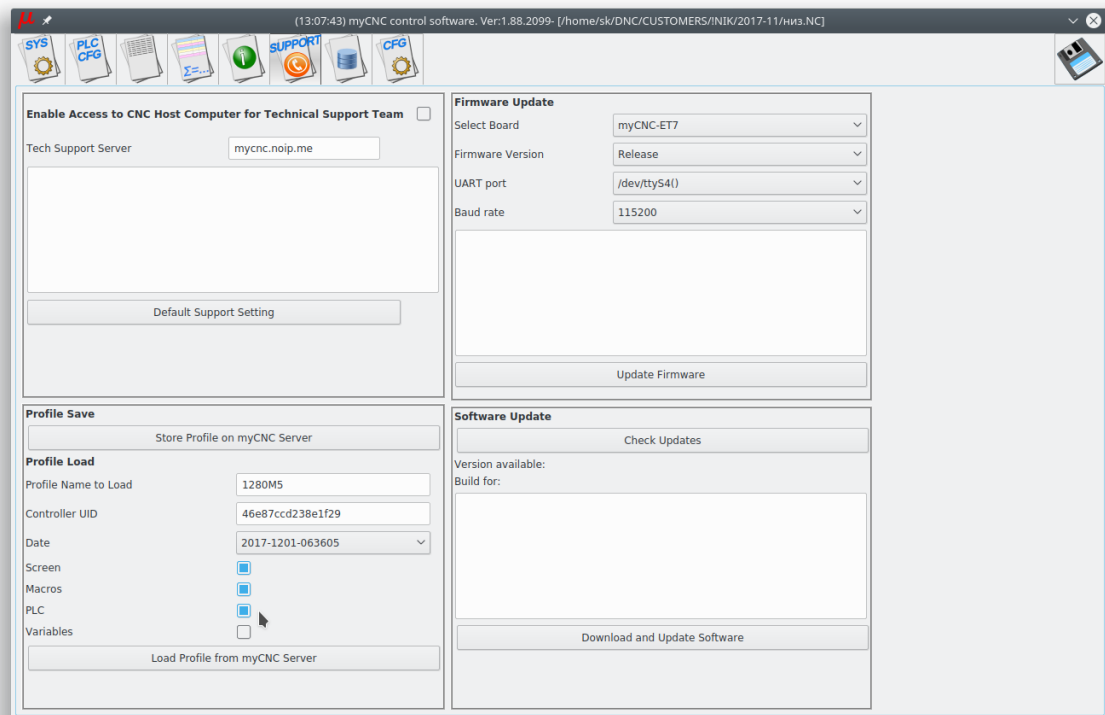 (13:07:43) myCNC control software. Ver:1.88.2099- [/home/sk/DNC/CUSTOMERS/!NIK/2017-11/низ.NC]
SYS
PLC CFG
Σ=...
i
SUPPORT
CFG
Enable Access to CNC Host Computer for Technical Support Team
Tech Support Server mycnc.noip.me
Default Support Setting
Firmware Update
Select Board myCNC-ET7
Firmware Version Release
UART port /dev/ttyS4()
Baud rate 115200
Update Firmware
Profile Save
Store Profile on myCNC Server
Profile Load
Profile Name to Load 1280M5
Controller UID 46e87ccd238e1f29
Date 2017-1201-063605
Screen
Macros
PLC
Variables
Load Profile from myCNC Server
Software Update
Check Updates
Version available:
Build for:
Download and Update Software